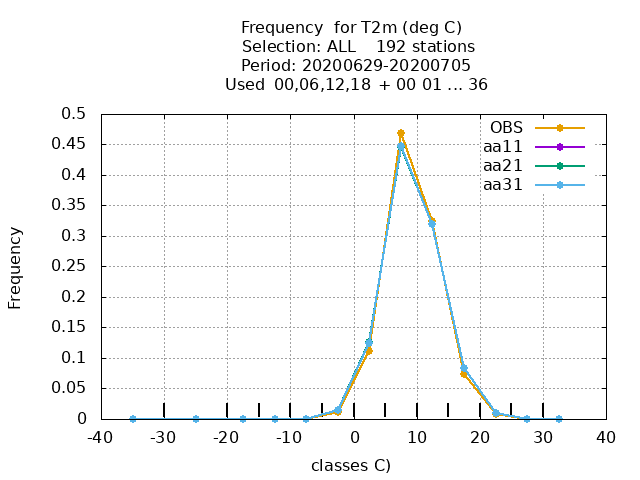 Frequency  for T2m (deg C)
Selection: ALL    192 stations
Period: 20200629-20200705
Used  00,06,12,18  + 00 01 ... 36
0.5
0.45
0.4
0.35
0.3
0.25
0.2
0.15
0.1
0.05
0
Frequency
OBS
aa11
aa21
aa31
-40 -30 -20 -10 0 10 20 30 40
classes C)